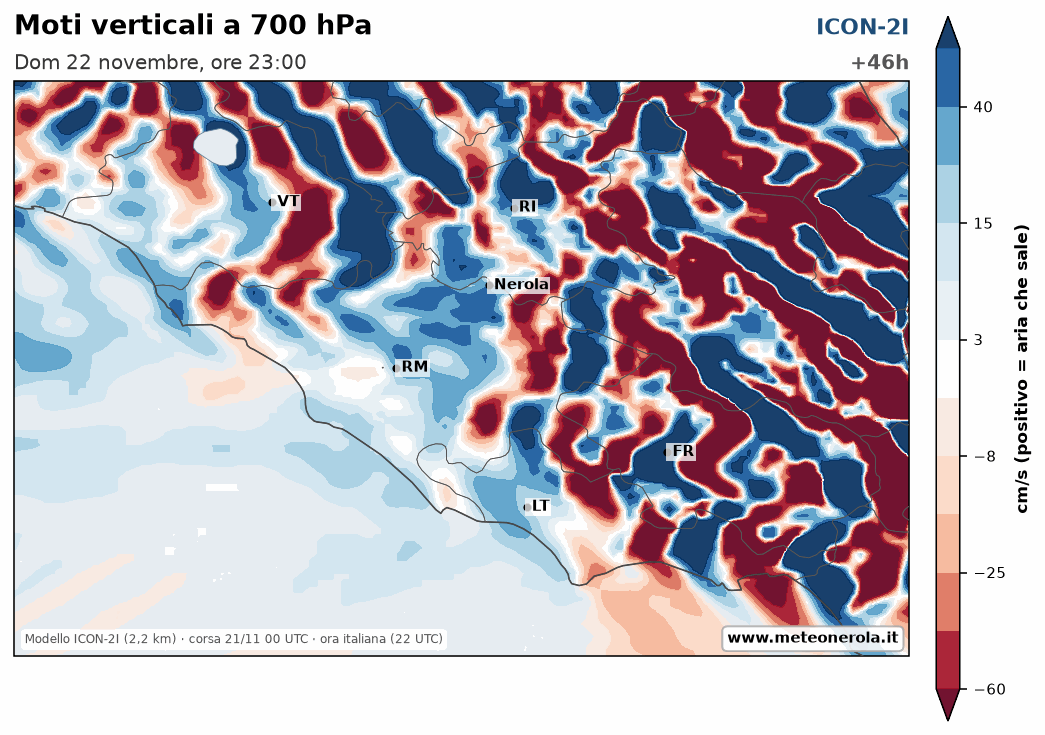 Moti verticali a 700 hPa
ICON-2I
Dom 22 novembre, ore 23:00
+46h
VT
RI
Nerola
RM
FR
LT
40
15
3
−8
−25
−60
cm/s (positivo = aria che sale)
Modello ICON-2I (2,2 km) · corsa 21/11 00 UTC · ora italiana (22 UTC)
www.meteonerola.it